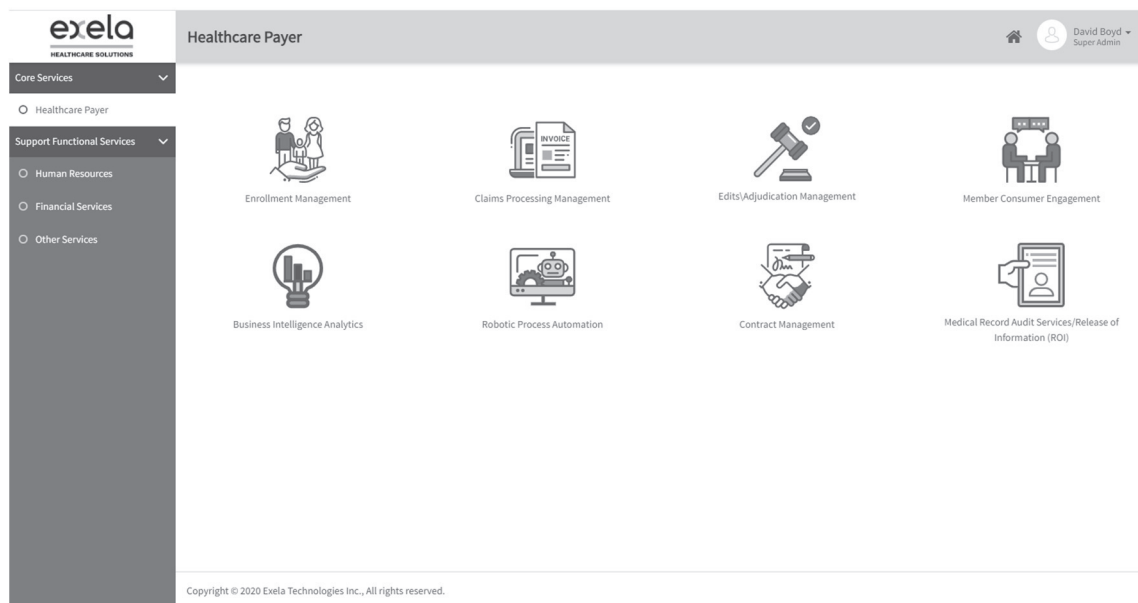 exela
HEALTHCARE SOLUTIONS
Healthcare Payer
David Boyd
Super Admin
Core Services
Healthcare Payer
Support Functional Services
Human Resources
Financial Services
Other Services
INVOICE
Enrollment Management
Claims Processing Management
Edits\Adjudication Management
Member Consumer Engagement
Business Intelligence Analytics
Robotic Process Automation
Contract Management
Medical Record Audit Services/Release of
Information (ROI)
Copyright © 2020 Exela Technologies Inc., All rights reserved.